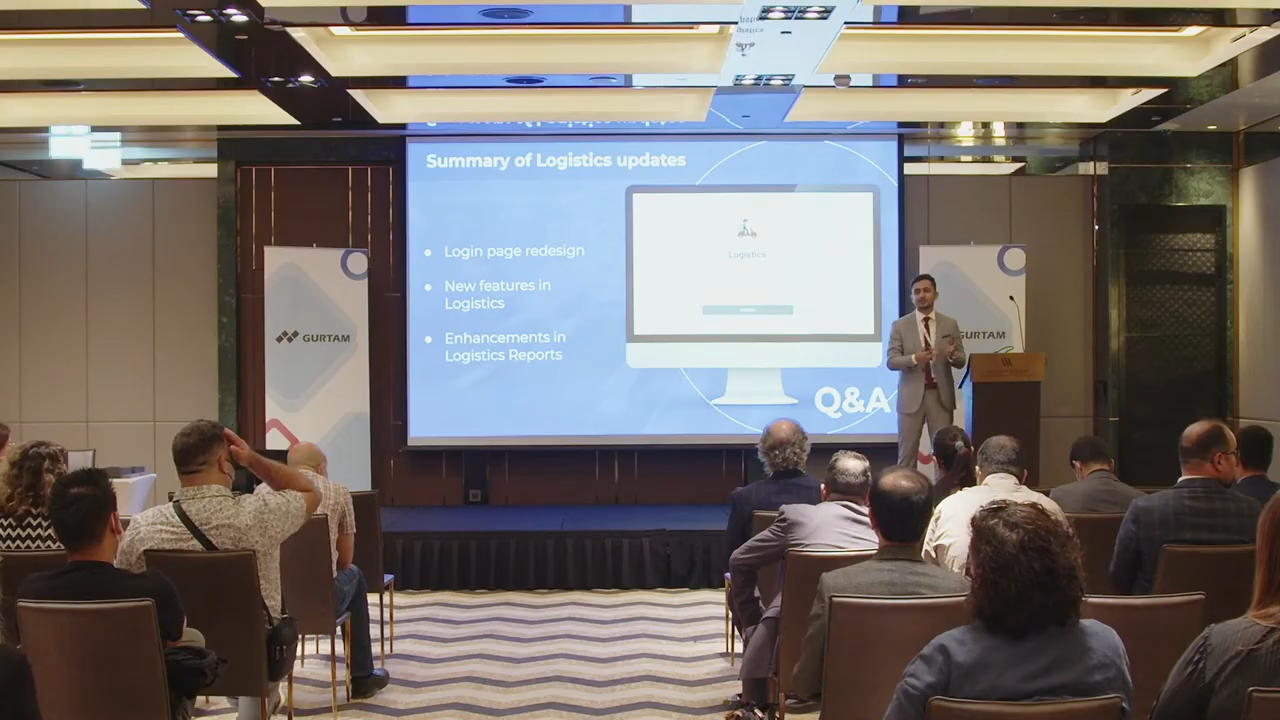 Summary of Logistics updates
Login page redesign
New features in
Logistics
Enhancements in
Logistics Reports
Logistics
Q&A
GURTAM
GURTAM